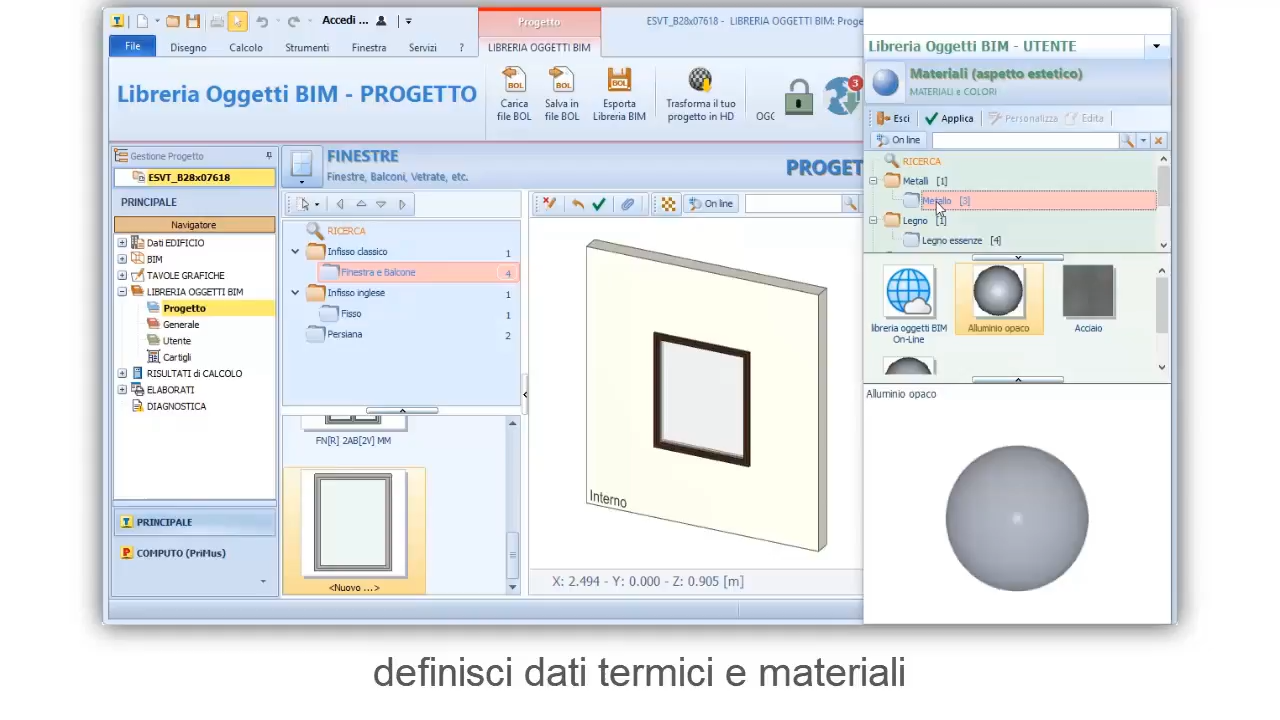 Accedi ...
Progetto
ESVT_B28x07618 - LIBRERIA OGGETTI BIM: Proge
File
Disegno
Calcolo
Strumenti
Finestra
Servizi
?
LIBRERIA OGGETTI BIM
Libreria Oggetti BIM - PROGETTO
BOL
Carica
file BOL
BOL
Salva in
file BOL
BOL
Esporta
Libreria BIM
Trasforma il tuo
progetto in HD
OGG
3
Gestione Progetto
ESVT_B28x07618
PRINCIPALE
Navigatore
Dati EDIFICIO
BIM
TAVOLE GRAFICHE
LIBRERIA OGGETTI BIM
Progetto
Generale
Utente
Cartigli
RISULTATI di CALCOLO
ELABORATI
DIAGNOSTICA
PRINCIPALE
COMPUTO (PriMus)
FINESTRE
Finestre, Balconi, Vetrate, etc.
PROGET
RICERCA
Infisso classico 1
Finestra e Balcone 4
Infisso inglese 1
Fisso 1
Persiana 2
FN[R] 2AB[2V] MM
<Nuovo ...>
On line
Interno
X: 2.494 - Y: 0.000 - Z: 0.905 [m]
Libreria Oggetti BIM - UTENTE
Materiali (aspetto estetico)
MATERIALI e COLORI
Esci
Applica
Personalizza
Edita
On line
RICERCA
Metalli [1]
Metallo [3]
Legno [1]
Legno essenze [4]
libreria oggetti BIM
On-Line
Alluminio opaco
Acciaio
Alluminio opaco
definisci dati termici e materiali